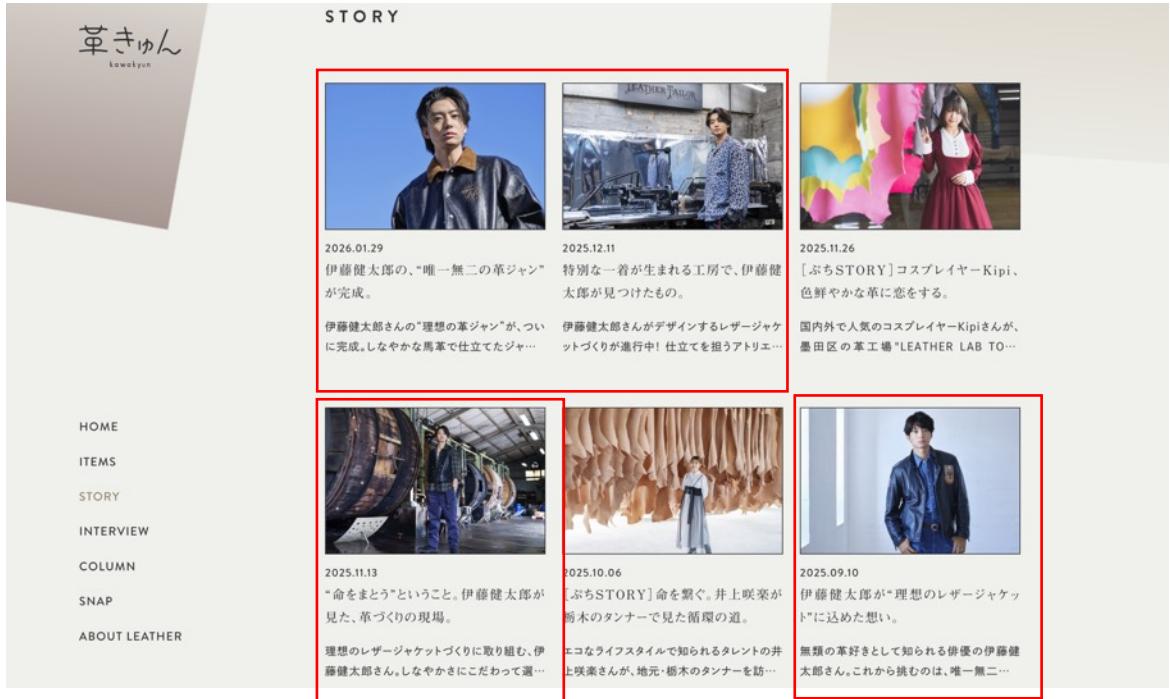 STORY
革きゅん
kawakyun
LEATHER TAILOR
2026.01.29
伊藤健太郎の、“唯一無二の革ジャン”
が完成。
伊藤健太郎さんの“理想の革ジャン”が、つい
に完成。しなやかな馬革で仕立てたジャ…
2025.12.11
特別な一着が生まれる工房で、伊藤健
太郎が見つけたもの。
伊藤健太郎さんがデザインするレザージャケ
ットづくりが進行中! 仕立てを担うアトリエ…
2025.11.26
[ぷちSTORY]コスプレイヤーKipi、
色鮮やかな革に恋をする。
国内外で人気のコスプレイヤーKipiさんが、
墨田区の革工場“LEATHER LAB TO…
HOME
ITEMS
STORY
INTERVIEW
COLUMN
SNAP
ABOUT LEATHER
2025.11.13
“命をまとう”ということ。伊藤健太郎が
見た、革づくりの現場。
理想のレザージャケットづくりに取り組む、伊
藤健太郎さん。しなやかさにこだわって選…
2025.10.06
[ぷちSTORY]命を繋ぐ。井上咲楽が
栃木のタンナーで見た循環の道。
エコなライフスタイルで知られるタレントの井
上咲楽さんが、地元・栃木のタンナーを訪…
2025.09.10
伊藤健太郎が“理想のレザージャケッ
ト”に込めた想い。
無類の革好きとして知られる俳優の伊藤健
太郎さん。これから挑むのは、唯一無二…